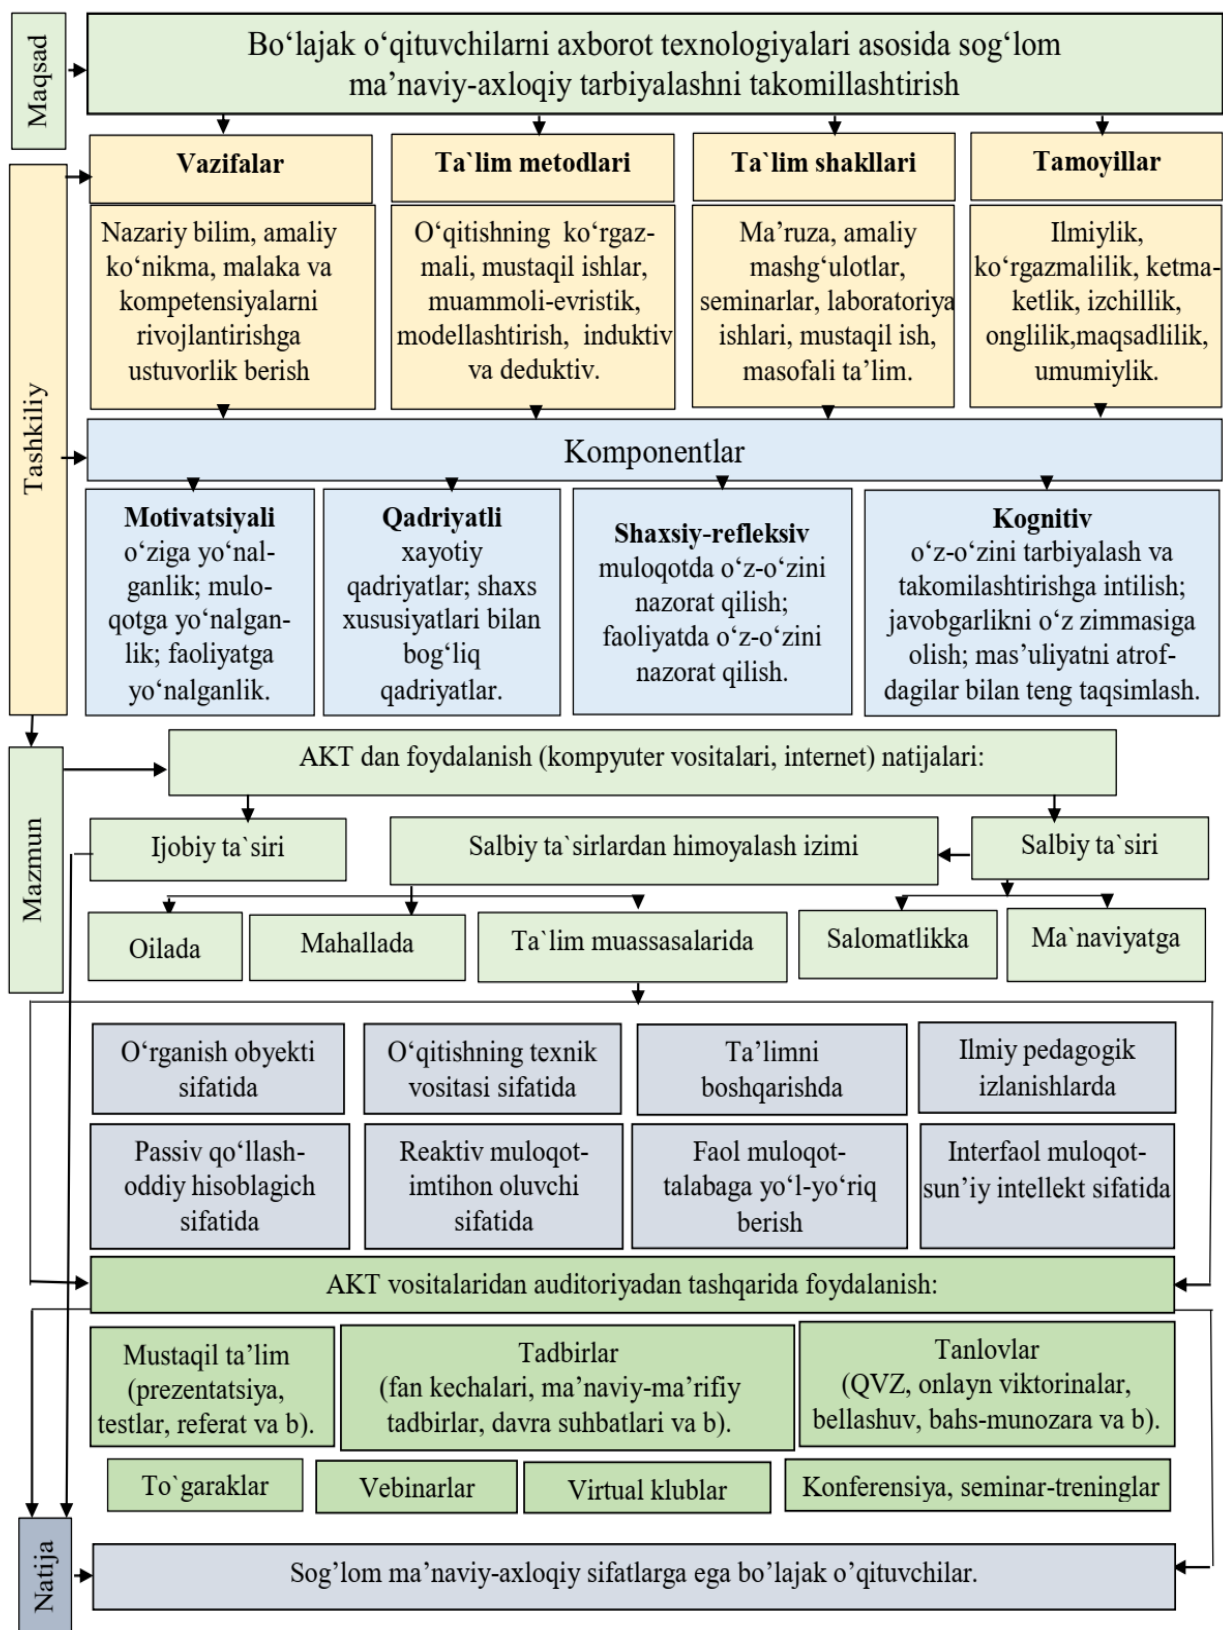 Maqsad
Bo‘lajak o‘qituvchilarni axborot texnologiyalari asosida sog‘lom
ma’naviy-axloqiy tarbiyalashni takomillashtirish
Tashkiliy
Vazifalar
Nazariy bilim, amaliy
ko‘nikma, malaka va
kompetensiyalarni
rivojlantirishga
ustuvorlik berish
Ta`lim metodlari
O‘qitishning ko‘rgaz-
mali, mustaqil ishlar,
muammoli-evristik,
modellashtirish, induktiv
va deduktiv.
Ta`lim shakllari
Ma’ruza, amaliy
mashg‘ulotlar,
seminarlar, laboratoriya
ishlari, mustaqil ish,
masofali ta’lim.
Tamoyillar
Ilmiylik,
ko‘rgazmalilik, ketma-
ketlik, izchillik,
onglilik,maqsadlilik,
umumiylik.
Komponentlar
Motivatsiyali
o‘ziga yo‘nal-
ganlik; mulo-
qotga yo‘nalgan-
lik; faoliyatga
yo‘nalganlik.
Qadriyatli
xayotiy
qadriyatlar; shaxs
xususiyatlari bilan
bog‘liq
qadriyatlar.
Shaxsiy-refleksiv
muloqotda o‘z-o‘zini
nazorat qilish;
faoliyatda o‘z-o‘zini
nazorat qilish.
Kognitiv
o‘z-o‘zini tarbiyalash va
takomilashtirishga intilish;
javobgarlikni o‘z zimmasiga
olish; mas’uliyatni atrof-
dagilar bilan teng taqsimlash.
Mazmun
AKT dan foydalanish (kompyuter vositalari, internet) natijalari:
Ijobiy ta`siri
Salbiy ta`sirlardan himoyalash izimi
Salbiy ta`siri
Oilada
Mahallada
Ta`lim muassasalarida
Salomatlikka
Ma`naviyatga
O‘rganish obyekti
sifatida
O‘qitishning texnik
vositasi sifatida
Ta’limni
boshqarishda
Ilmiy pedagogik
izlanishlarda
Passiv qo‘llash-
oddiy hisoblagich
sifatida
Reaktiv muloqot-
imtihon oluvchi
sifatida
Faol muloqot-
talabaga yo‘l-yo‘riq
berish
Interfaol muloqot-
sun’iy intellekt sifatida
AKT vositalaridan auditoriyadan tashqarida foydalanish:
Mustaqil ta’lim
(prezentatsiya,
testlar, referat va b).
Tadbirlar
(fan kechalari, ma’naviy-ma’rifiy
tadbirlar, davra suhbatlari va b).
Tanlovlar
(QVZ, onlayn viktorinalar,
bellashuv, bahs-munozara va b).
To`garaklar
Vebinarlar
Virtual klublar
Konferensiya, seminar-treninglar
Natija
Sog’lom ma’naviy-axloqiy sifatlarga ega bo’lajak o’qituvchilar.